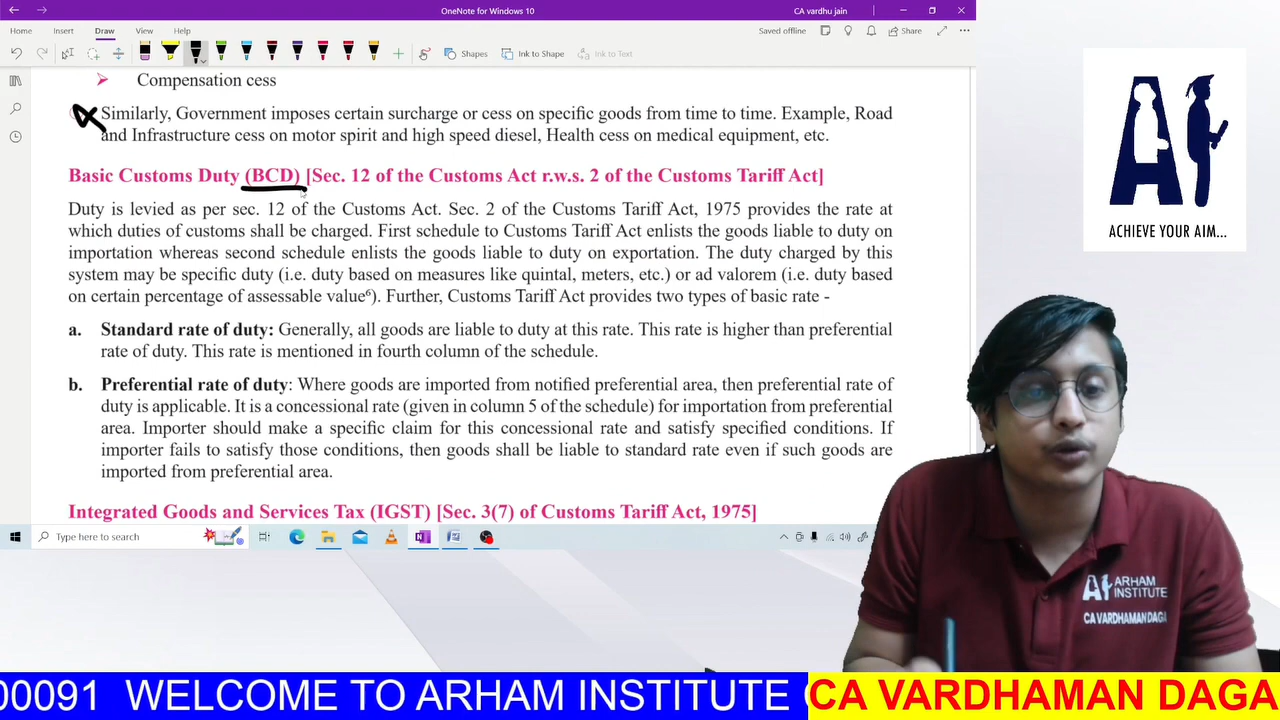 OneNote for Windows 10
CA vardhu jain
Home Insert Draw View Help
Saved offline
Share
Shapes
Ink to Shape
Ink to Text
Compensation cess
Similarly, Government imposes certain surcharge or cess on specific goods from time to time. Example, Road
and Infrastructure cess on motor spirit and high speed diesel, Health cess on medical equipment, etc.
Basic Customs Duty (BCD) [Sec. 12 of the Customs Act r.w.s. 2 of the Customs Tariff Act]
Duty is levied as per sec. 12 of the Customs Act. Sec. 2 of the Customs Tariff Act, 1975 provides the rate at
which duties of customs shall be charged. First schedule to Customs Tariff Act enlists the goods liable to duty on
importation whereas second schedule enlists the goods liable to duty on exportation. The duty charged by this
system may be specific duty (i.e. duty based on measures like quintal, meters, etc.) or ad valorem (i.e. duty based
on certain percentage of assessable value⁶). Further, Customs Tariff Act provides two types of basic rate -
a. Standard rate of duty: Generally, all goods are liable to duty at this rate. This rate is higher than preferential
rate of duty. This rate is mentioned in fourth column of the schedule.
b. Preferential rate of duty: Where goods are imported from notified preferential area, then preferential rate of
duty is applicable. It is a concessional rate (given in column 5 of the schedule) for importation from preferential
area. Importer should make a specific claim for this concessional rate and satisfy specified conditions. If
importer fails to satisfy those conditions, then goods shall be liable to standard rate even if such goods are
imported from preferential area.
Integrated Goods and Services Tax (IGST) [Sec. 3(7) of Customs Tariff Act, 1975]
Type here to search
ACHIEVE YOUR AIM...
ARHAM
INSTITUTE
CA VARDHAMAN DAGA
00091 WELCOME TO ARHAM INSTITUTE
CA VARDHAMAN DAGA